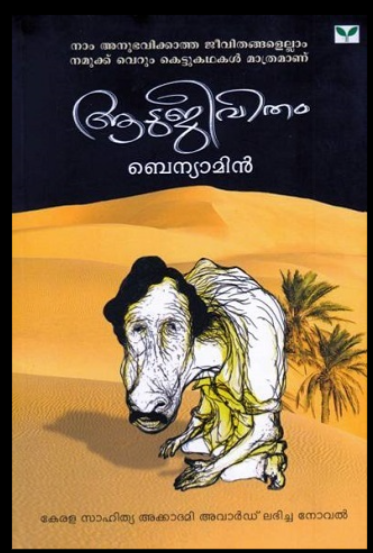 നാം അനുഭവിക്കാത്ത ജീവിതങ്ങളെല്ലാം
നമുക്ക് വെറും കെട്ടുകഥകൾ മാത്രമാണ്
ആടുജീവിതം
ബെന്യാമിൻ
കേരള സാഹിത്യ അക്കാദമി അവാർഡ് ലഭിച്ച നോവൽ